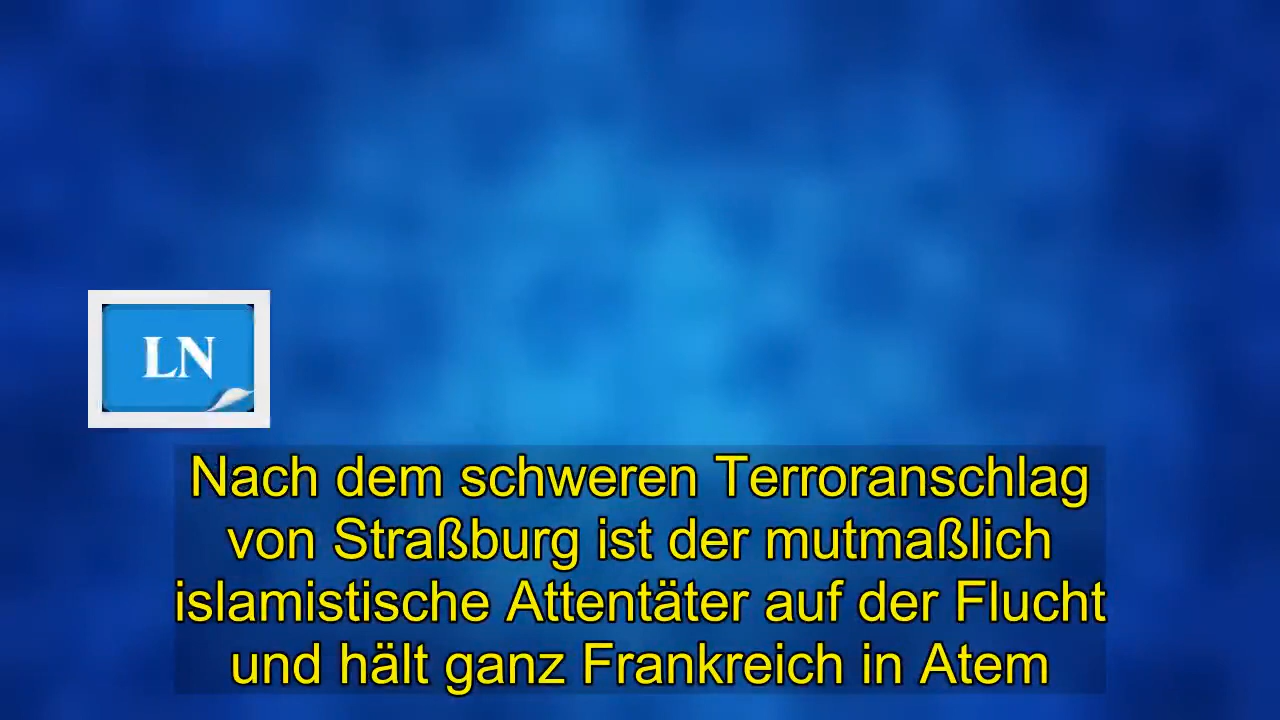 LN
Nach dem schweren Terroranschlag
von Straßburg ist der mutmaßlich
islamistische Attentäter auf der Flucht
und hält ganz Frankreich in Atem